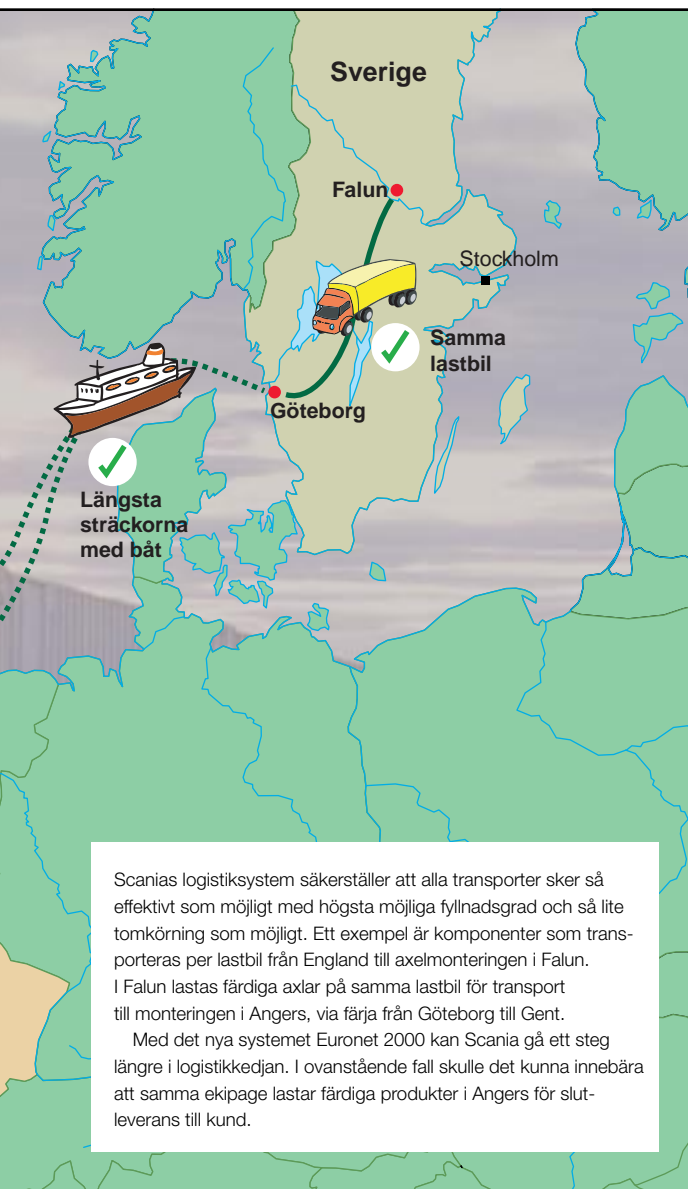 Sverige
Falun
Stockholm
Samma
lastbil
Göteborg
Längsta
sträckorna
med båt
Scanias logistiksystem säkerställer att alla transporter sker så
effektivt som möjligt med högsta möjliga fyllnadsgrad och så lite
tomkörning som möjligt. Ett exempel är komponenter som trans-
porteras per lastbil från England till axelmonteringen i Falun.
I Falun lastas färdiga axlar på samma lastbil för transport
till monteringen i Angers, via färja från Göteborg till Gent.
Med det nya systemet Euronet 2000 kan Scania gå ett steg
längre i logistikkedjan. I ovanstående fall skulle det kunna innebära
att samma ekipage lastar färdiga produkter i Angers för slut-
leverans till kund.